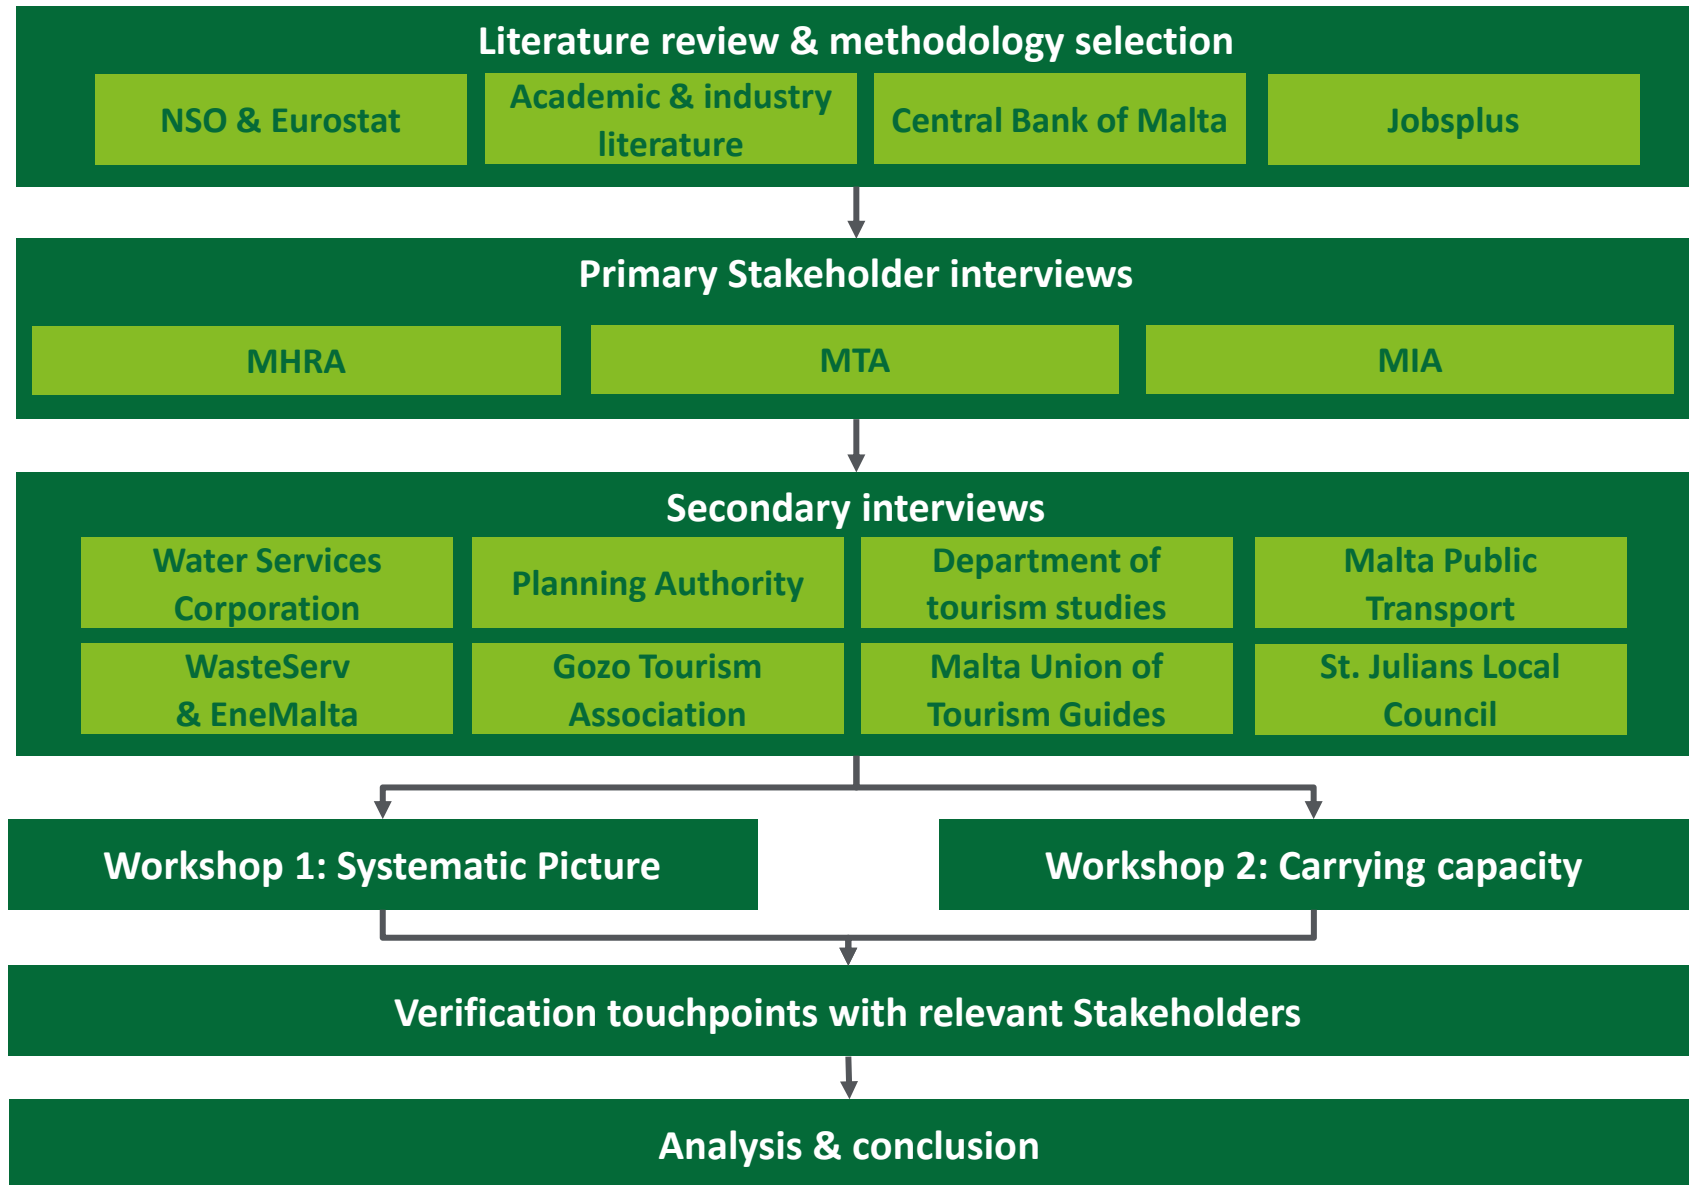 Literature review & methodology selection
NSO & Eurostat
Academic & industry
literature
Central Bank of Malta
Jobsplus
Primary Stakeholder interviews
MHRA
MTA
MIA
Secondary interviews
Water Services
Corporation
Planning Authority
Department of
tourism studies
Malta Public
Transport
WasteServ
& EneMalta
Gozo Tourism
Association
Malta Union of
Tourism Guides
St. Julians Local
Council
Workshop 1: Systematic Picture
Workshop 2: Carrying capacity
Verification touchpoints with relevant Stakeholders
Analysis & conclusion